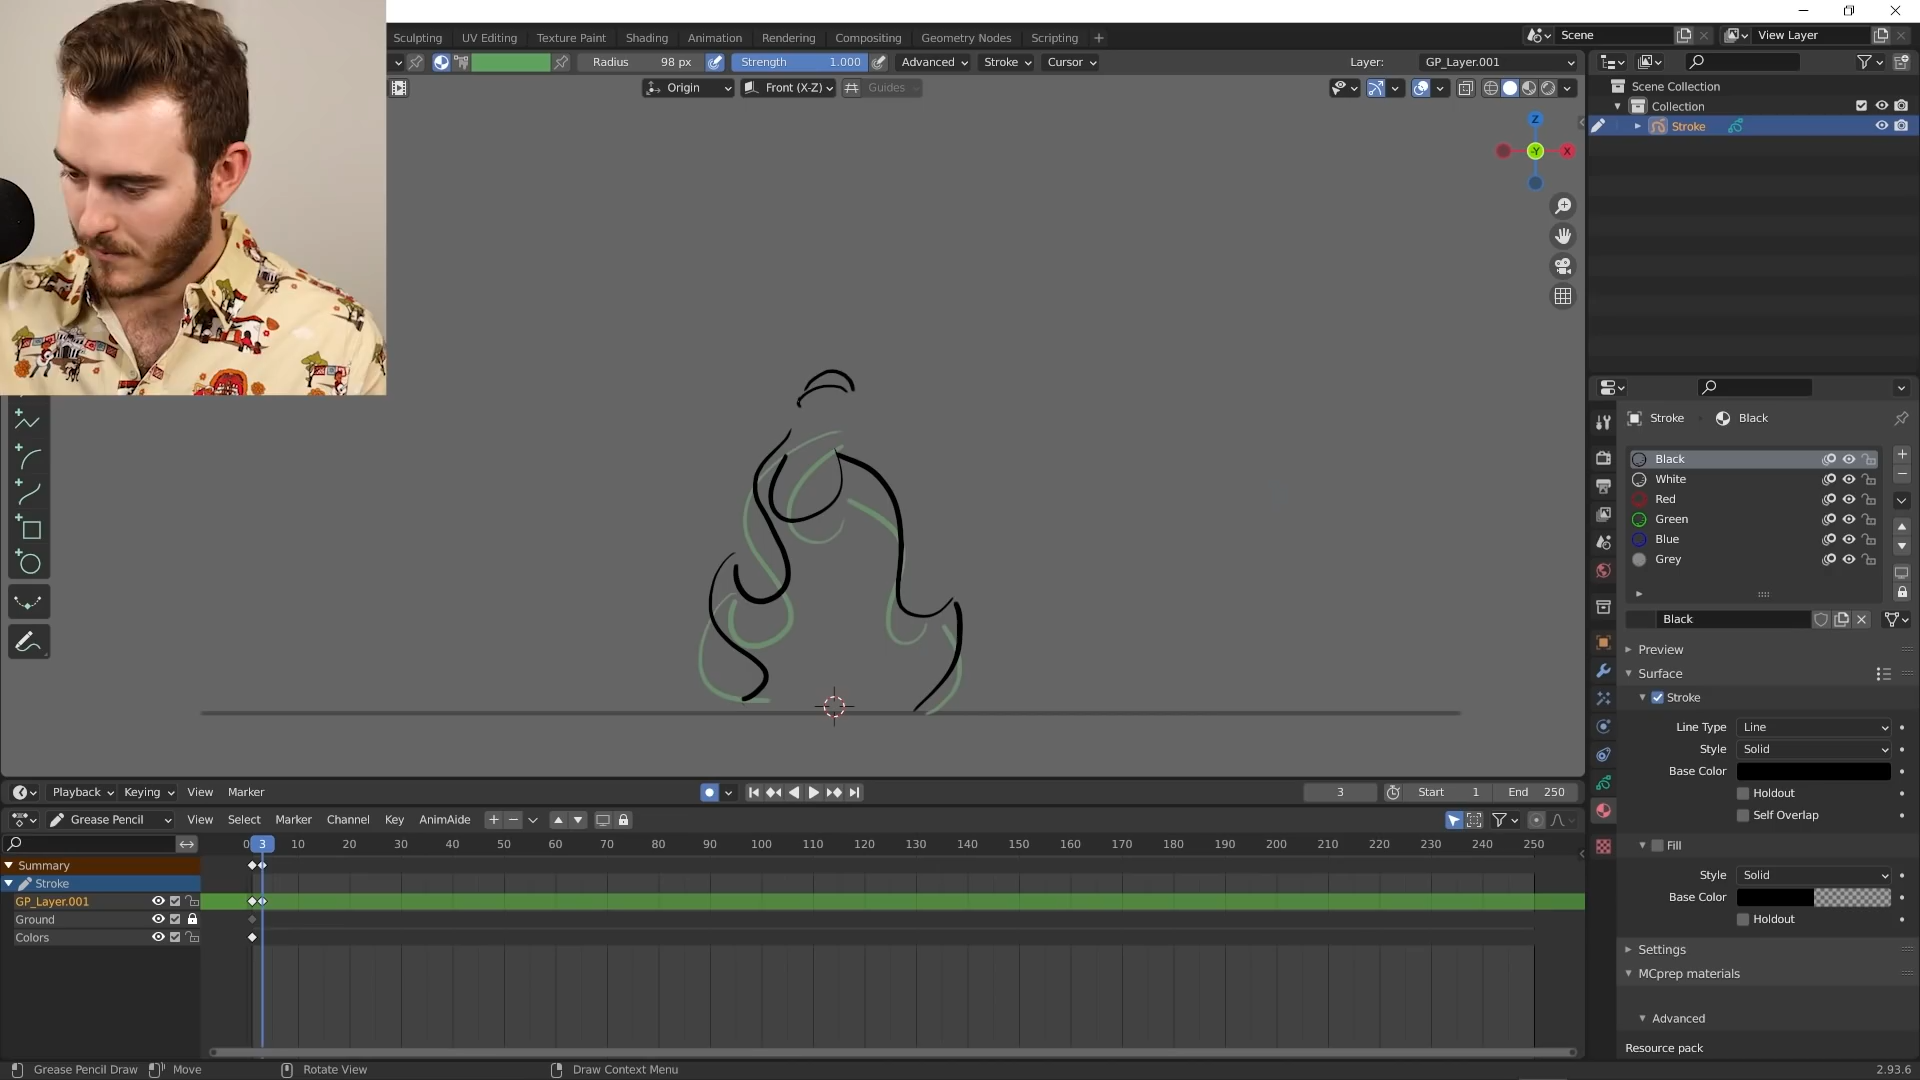 Sculpting UV Editing Texture Paint Shading Animation Rendering Compositing Geometry Nodes Scripting + Scene View Layer
Radius 98 px Strength 1.000 Advanced Stroke Cursor Layer: GP_Layer.001
Origin Front (X-Z) Guides
Scene Collection
Collection
Stroke
Z
-Y X
Stroke Black
Black
White
Red
Green
Blue
Grey
Black
Preview
Surface
Stroke
Line Type Line
Style Solid
Base Color
Holdout
Self Overlap
Fill
Style Solid
Base Color
Holdout
Settings
MCprep materials
Advanced
Resource pack
Playback Keying View Marker 3 Start 1 End 250
Grease Pencil View Select Marker Channel Key AnimAide
0 3 10 20 30 40 50 60 70 80 90 100 110 120 130 140 150 160 170 180 190 200 210 220 230 240 250
Summary
Stroke
GP_Layer.001
Ground
Colors
Grease Pencil Draw Move Rotate View Draw Context Menu 2.93.6